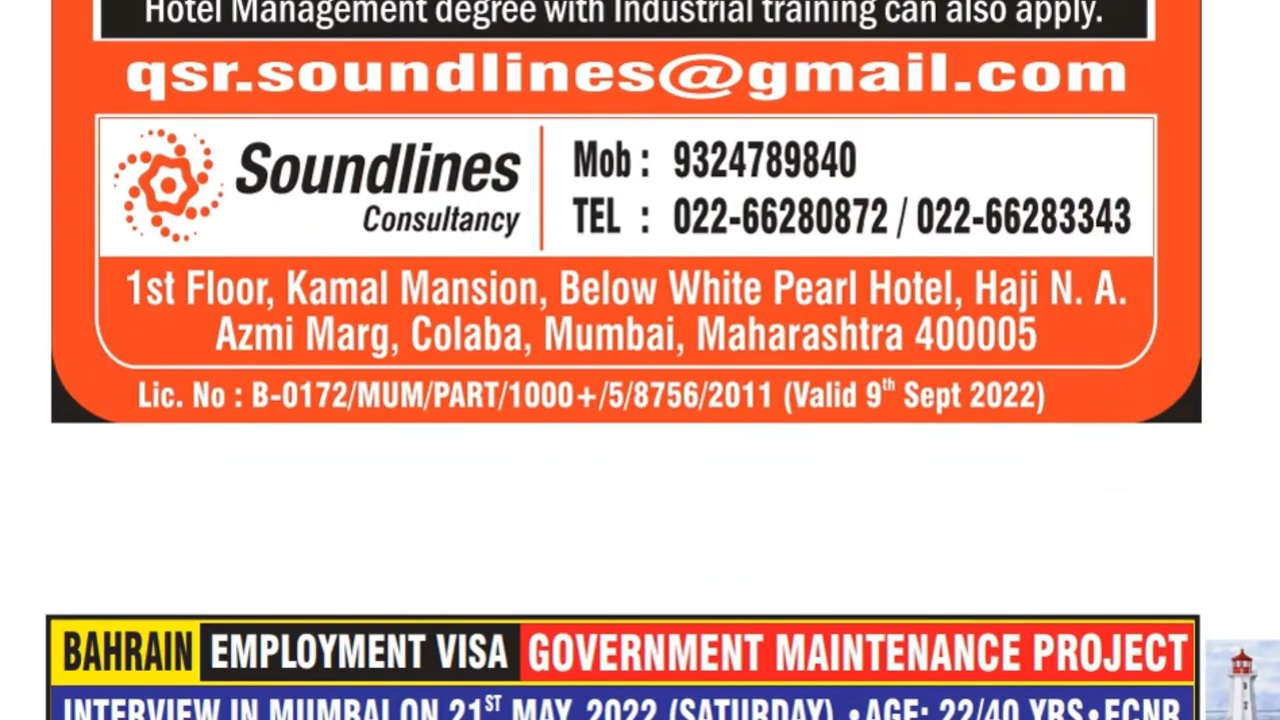 Hotel Management degree with Industrial training can also apply.
qsr.soundlines@gmail.com
Soundlines
Consultancy
Mob : 9324789840
TEL : 022-66280872 / 022-66283343
1st Floor, Kamal Mansion, Below White Pearl Hotel, Haji N. A.
Azmi Marg, Colaba, Mumbai, Maharashtra 400005
Lic. No : B-0172/MUM/PART/1000+/5/8756/2011 (Valid 9th Sept 2022)
BAHRAIN EMPLOYMENT VISA GOVERNMENT MAINTENANCE PROJECT
INTERVIEW IN MUMBAI ON 21ST MAY, 2022 (SATURDAY) • AGE: 22/40 YRS • ECNR